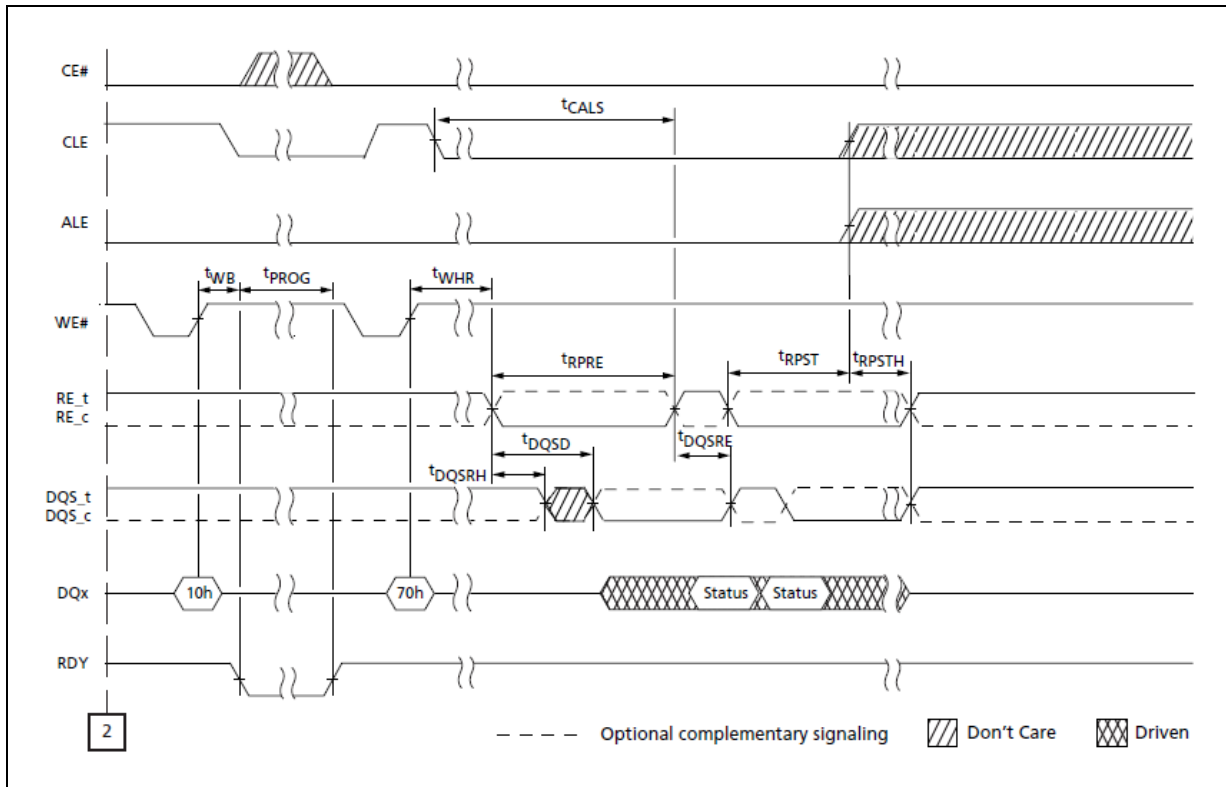 CE#
tCALS
CLE
ALE
tWB tPROG tWHR
WE#
tRPRE tRPST tRPSTH
RE_t
RE_c
tDQSD tDQSRE
tDQSRH
DQS_t
DQS_c
DQx 10h 70h Status Status
RDY
2
Optional complementary signaling Don't Care Driven